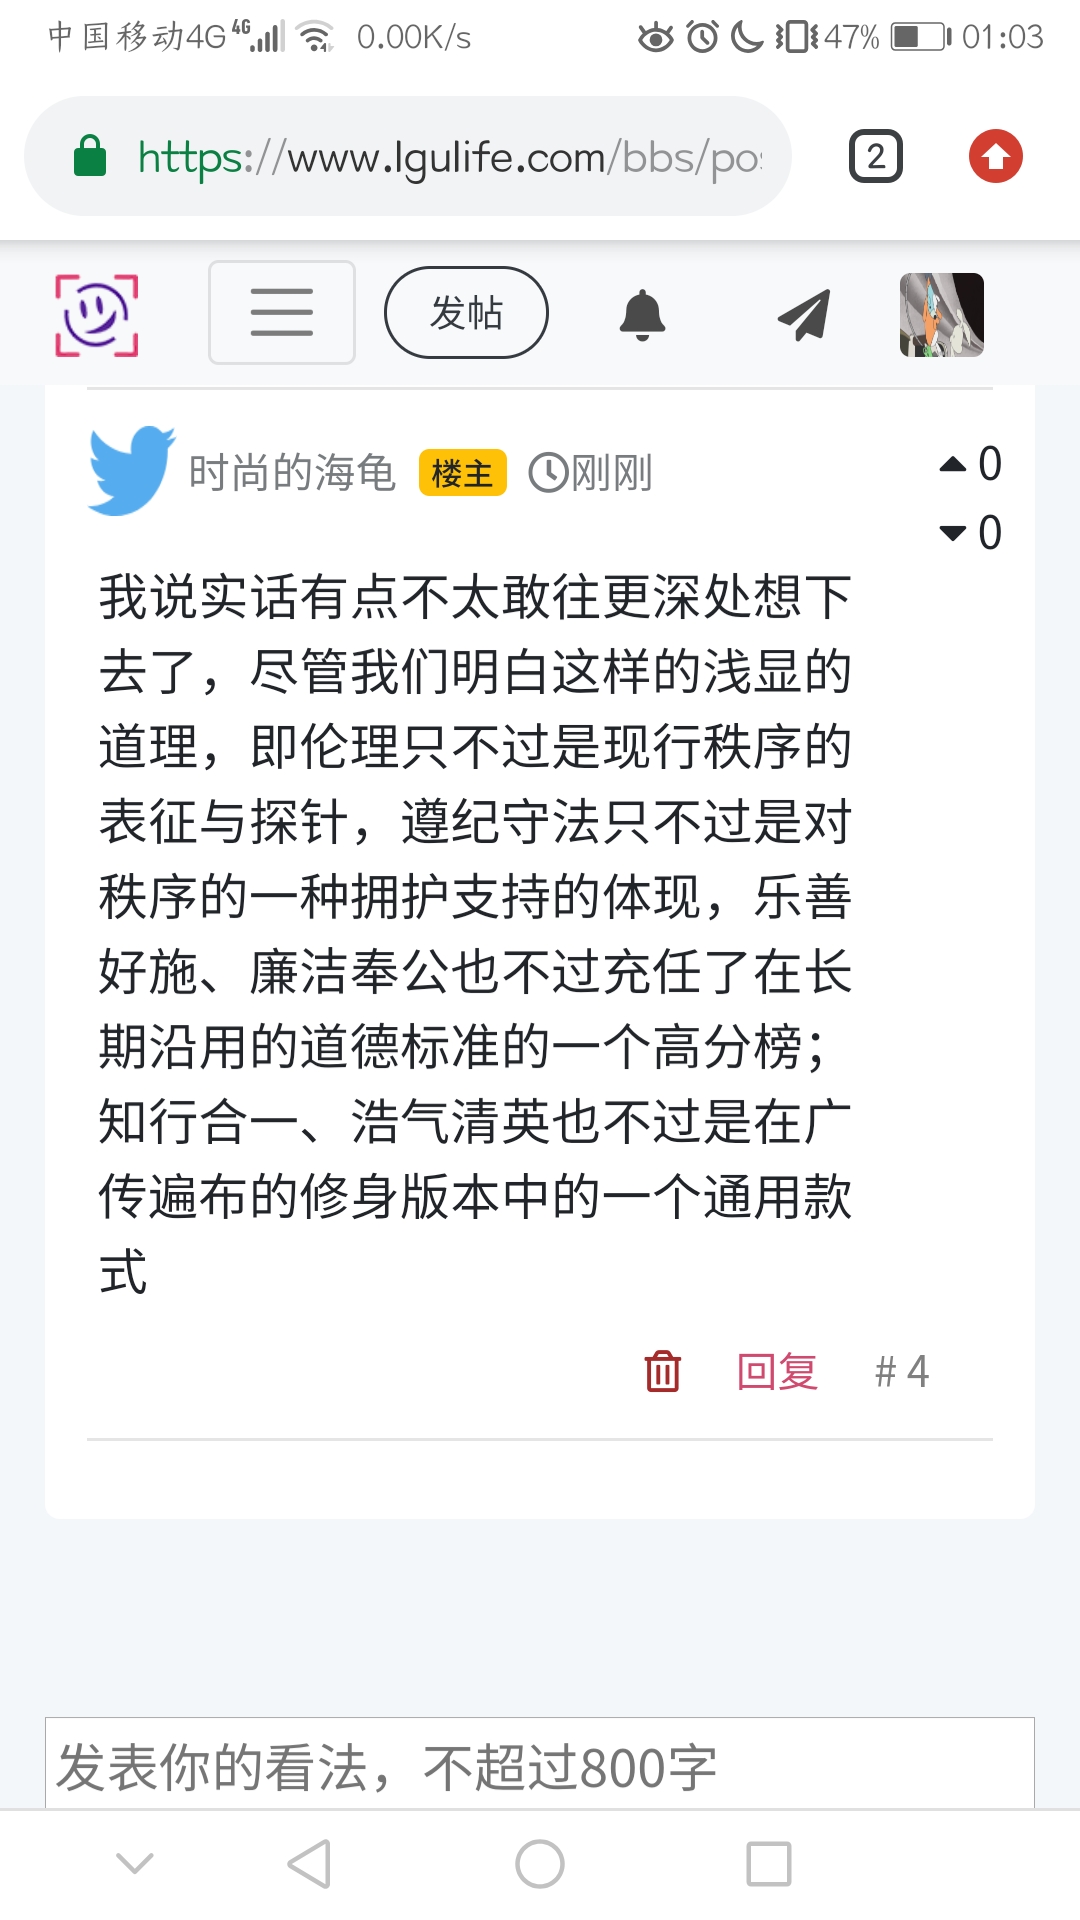 中国移动4G 4G 0.00K/s 47% 01:03
https://www.lgulife.com/bbs/po
2
发帖
时尚的海龟 楼主 刚刚
0
0
我说实话有点不太敢往更深处想下
去了，尽管我们明白这样的浅显的
道理，即伦理只不过是现行秩序的
表征与探针，遵纪守法只不过是对
秩序的一种拥护支持的体现，乐善
好施、廉洁奉公也不过充任了在长
期沿用的道德标准的一个高分榜；
知行合一、浩气清英也不过是在广
传遍布的修身版本中的一个通用款
式
回复 # 4
发表你的看法，不超过800字